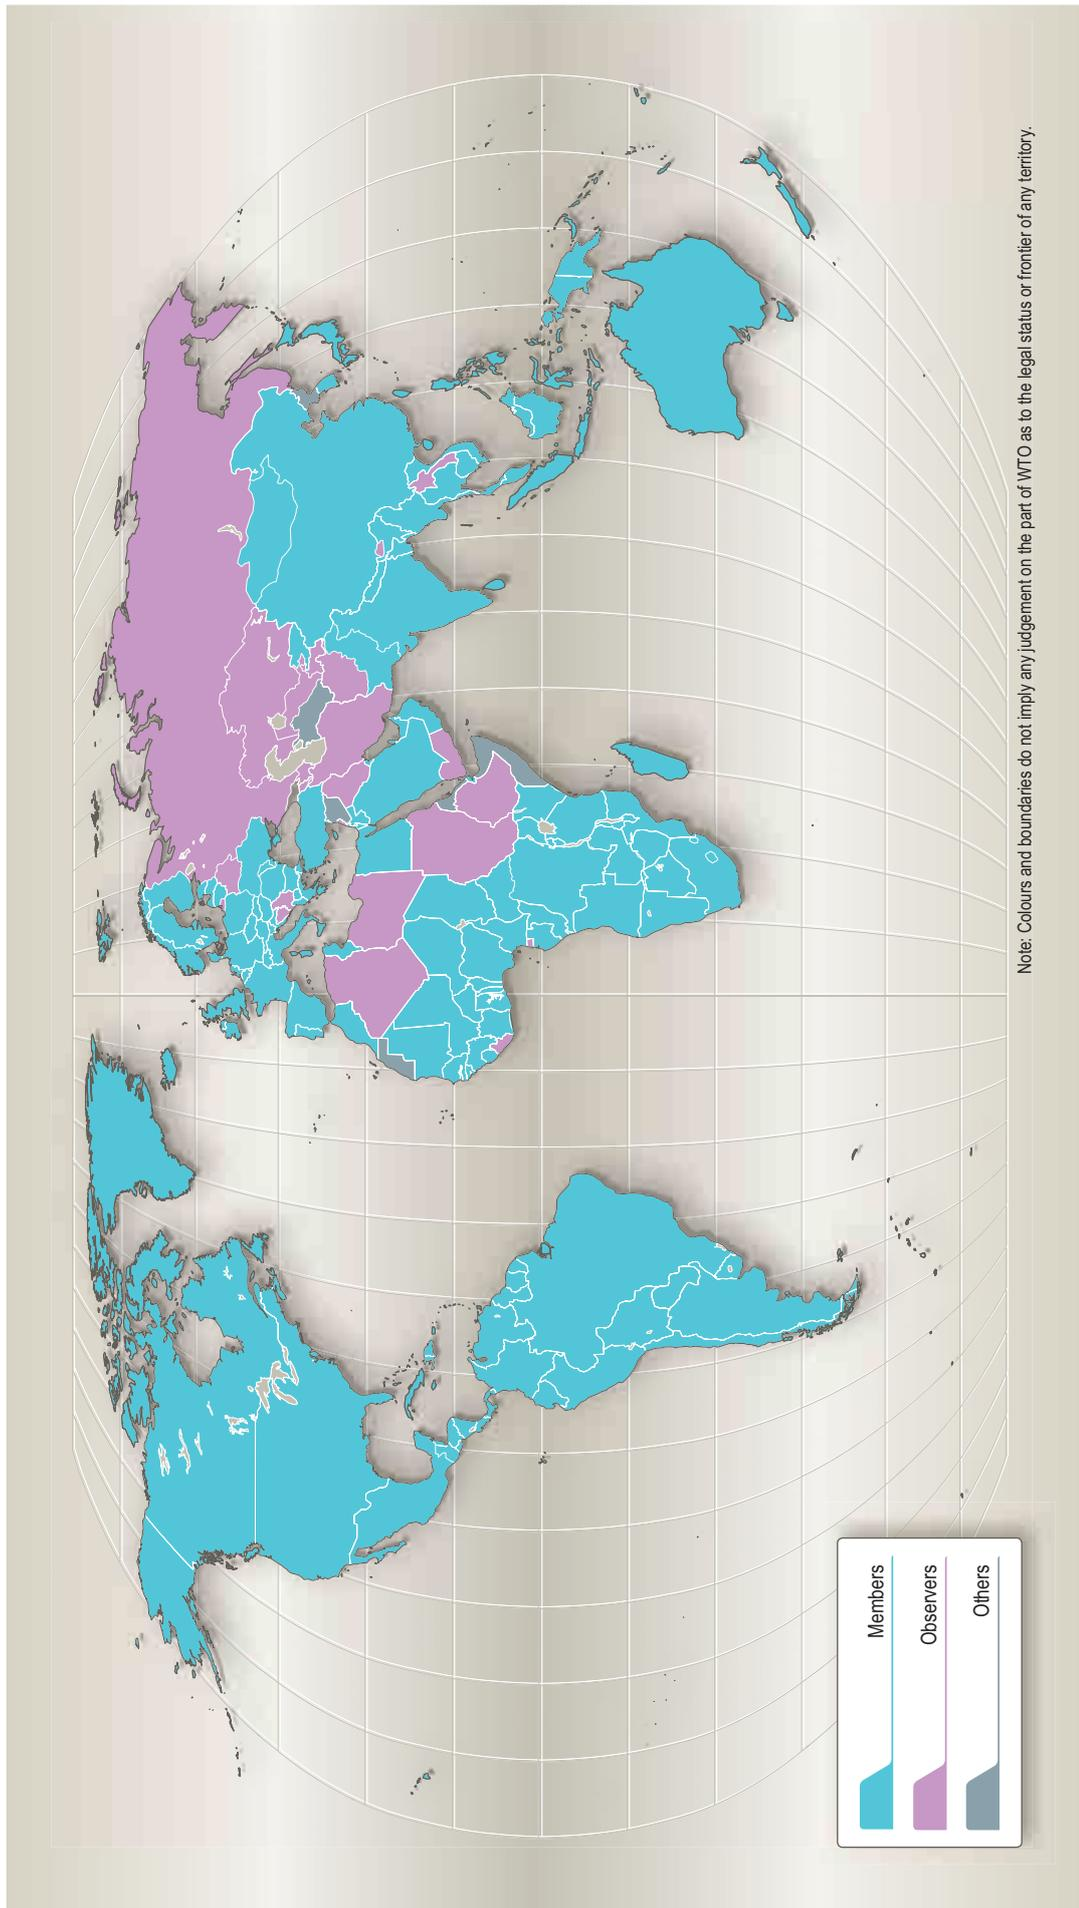 Members
Observers
Others
Note: Colours and boundaries do not imply any judgement on the part of WTO as to the legal status or frontier of any territory.